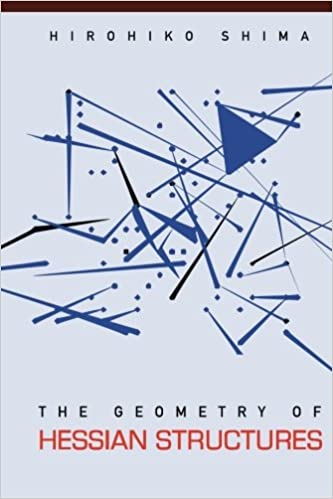 HIROHIKO SHIMA
THE GEOMETRY OF
HESSIAN STRUCTURES